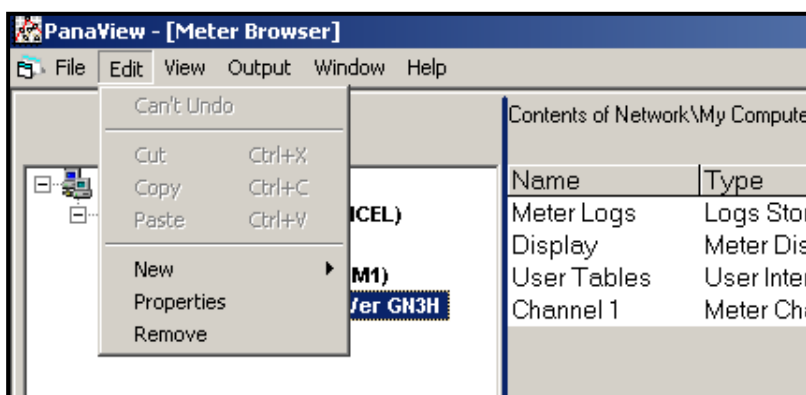 PanaView - [Meter Browser]
File Edit View Output Window Help
Can't Undo
Cut Ctrl+X
Copy Ctrl+C
Paste Ctrl+V
New
Properties
Remove
ICEL)
M1)
Ver GN3H
Contents of Network\My Compute
Name Type
Meter Logs Logs Stor
Display Meter Dis
User Tables User Inter
Channel 1 Meter Cha